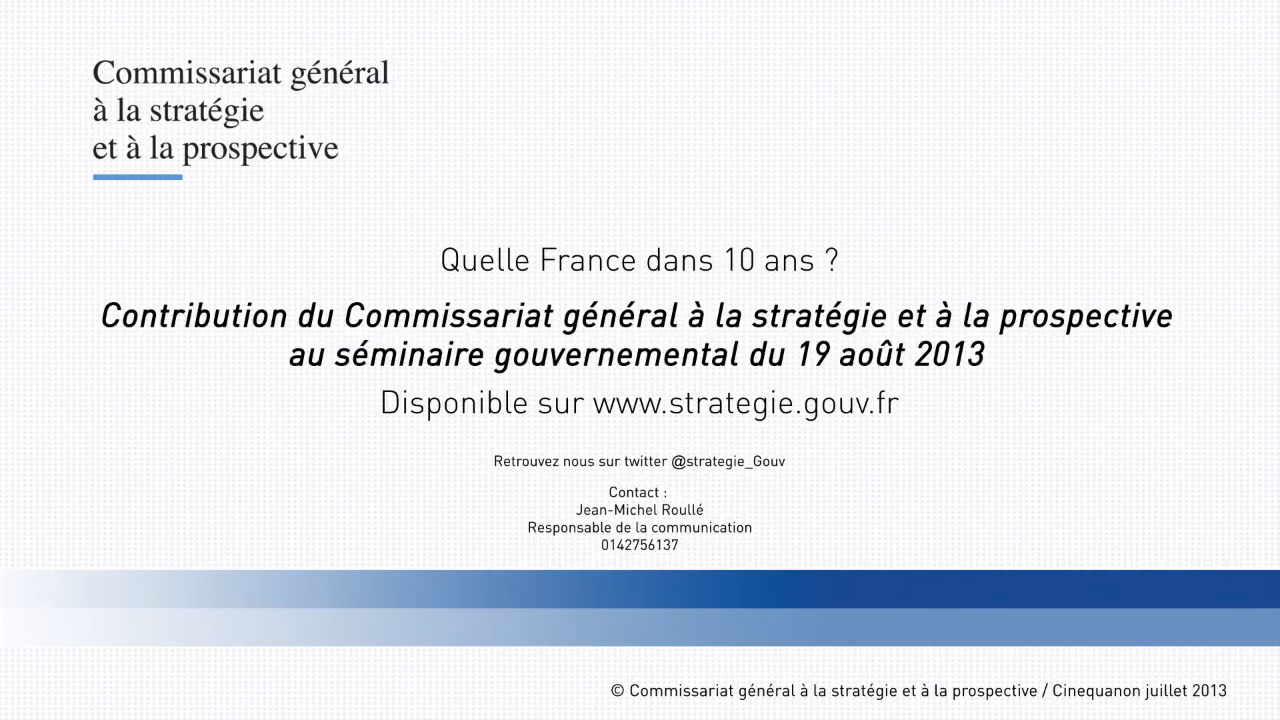 Commissariat général
à la stratégie
et à la prospective
Quelle France dans 10 ans ?
Contribution du Commissariat général à la stratégie et à la prospective
au séminaire gouvernemental du 19 août 2013
Disponible sur www.strategie.gouv.fr
Retrouvez nous sur twitter @strategie_Gouv
Contact :
Jean-Michel Roullé
Responsable de la communication
0142756137
© Commissariat général à la stratégie et à la prospective / Cinequanon juillet 2013